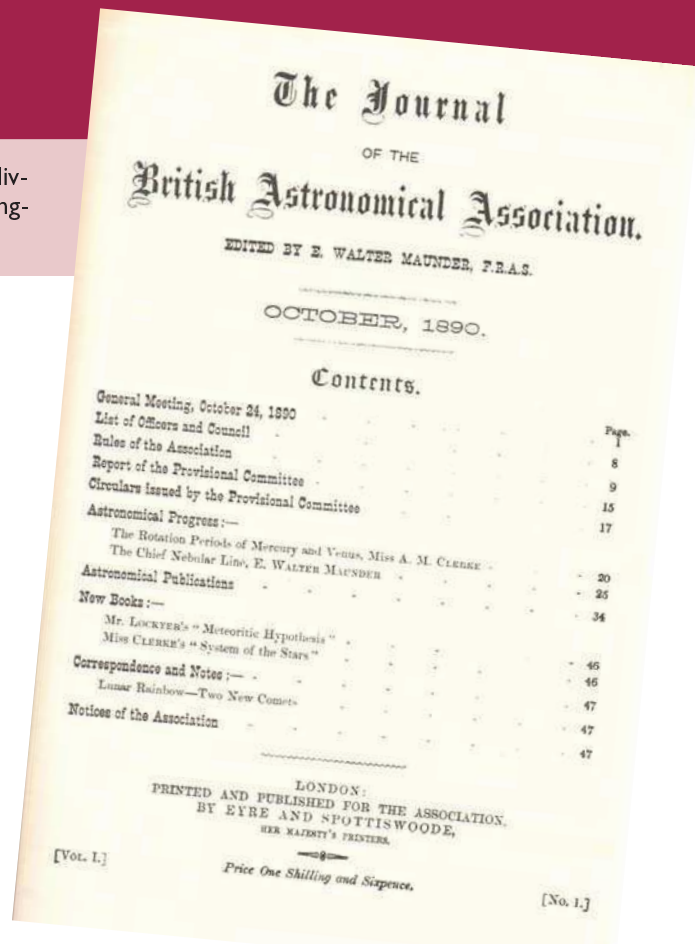 liv-
ng-
The Journal
OF THE
British Astronomical Association.
EDITED BY E. WALTER MAUNDER, F.R.A.S.
OCTOBER, 1890.
Contents.
Page.
General Meeting, October 24, 1890 1
List of Officers and Council 8
Rules of the Association 9
Report of the Provisional Committee 15
Circulars issued by the Provisional Committee 17
Astronomical Progress:—
The Rotation Periods of Mercury and Venus, Miss A. M. CLERKE 20
The Chief Nebular Line, E. WALTER MAUNDER 25
Astronomical Publications 34
New Books:—
Mr. LOCKYER'S "Meteoritic Hypothesis" 46
Miss CLERKE'S "System of the Stars" 46
Correspondence and Notes:— 47
Lunar Rainbow—Two New Comets 47
Notices of the Association 47
LONDON:
PRINTED AND PUBLISHED FOR THE ASSOCIATION,
BY EYRE AND SPOTTISWOODE,
HER MAJESTY'S PRINTERS.
Price One Shilling and Sixpence.
[VOL. I.] [No. 1.]